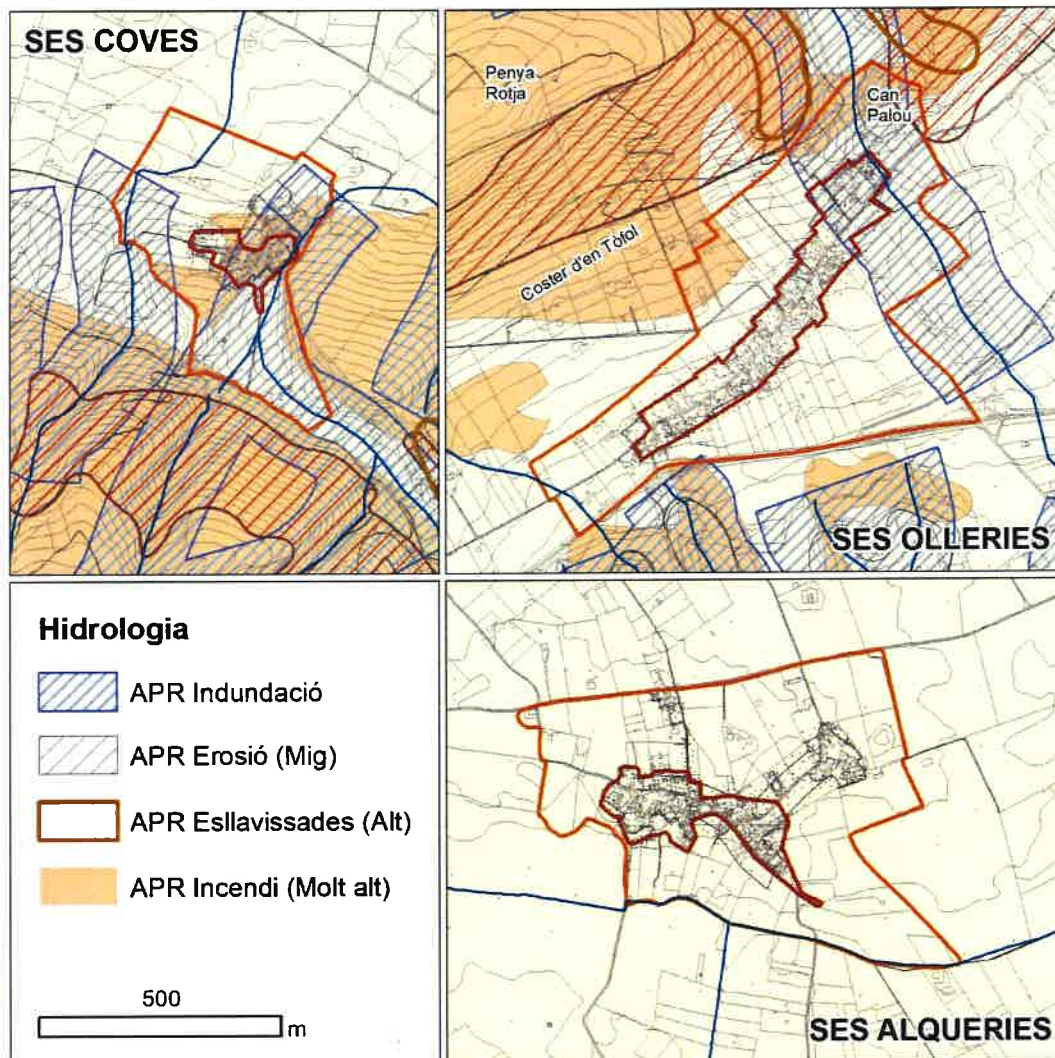 SES COVES
Penya
Rotja
Can
Palou
Coster d'en Tòfol
SES OLLERIES
Hidrologia
APR Indundació
APR Erosió (Mig)
APR Esllavissades (Alt)
APR Incendi (Molt alt)
500
m
SES ALQUERIES